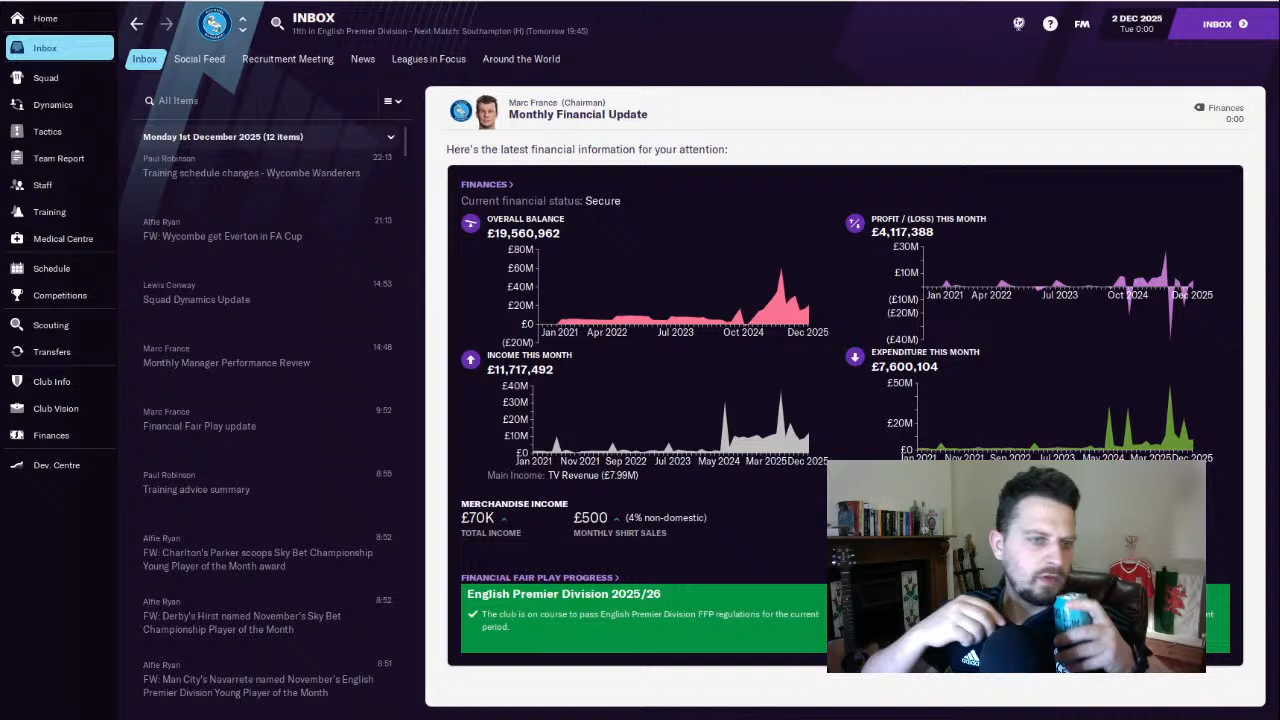 Home
Inbox
Squad
Dynamics
Tactics
Team Report
Staff
Training
Medical Centre
Schedule
Competitions
Scouting
Transfers
Club Info
Club Vision
Finances
Dev. Centre
INBOX
11th in English Premier Division - Next Match: Southampton (H) (Tomorrow 19:45)
FM
2 DEC 2025
Tue 0:00
INBOX
Inbox
Social Feed
Recruitment Meeting
News
Leagues in Focus
Around the World
All Items
Monday 1st December 2025 (12 items)
Paul Robinson 22:13
Training schedule changes - Wycombe Wanderers
Alfie Ryan 21:13
FW: Wycombe get Everton in FA Cup
Lewis Conway 14:53
Squad Dynamics Update
Marc France 14:48
Monthly Manager Performance Review
Marc France 9:52
Financial Fair Play update
Paul Robinson 8:55
Training advice summary
Alfie Ryan 8:52
FW: Charlton's Parker scoops Sky Bet Championship
Young Player of the Month award
Alfie Ryan 8:52
FW: Derby's Hirst named November's Sky Bet
Championship Player of the Month
Alfie Ryan 8:51
FW: Man City's Navarrete named November's English
Premier Division Young Player of the Month
Marc France (Chairman)
Monthly Financial Update
Finances
0:00
Here's the latest financial information for your attention:
FINANCES
Current financial status: Secure
OVERALL BALANCE
£19,560,962
£80M
£60M
£40M
£20M
£0
(£20M)
Jan 2021 Apr 2022 Jul 2023 Oct 2024 Dec 2025
PROFIT / (LOSS) THIS MONTH
£4,117,388
£30M
£10M
(£10M)
(£20M)
(£40M)
Jan 2021 Apr 2022 Jul 2023 Oct 2024 Dec 2025
INCOME THIS MONTH
£11,717,492
£40M
£30M
£20M
£10M
£0
Jan 2021 Nov 2021 Sep 2022 Jul 2023 May 2024 Mar 2025 Dec 2025
Main Income: TV Revenue (£7.99M)
EXPENDITURE THIS MONTH
£7,600,104
£50M
£20M
£0
Jan 2021 Nov 2021 Sep 2022 Jul 2023 May 2024 Mar 2025 Dec 2025
MERCHANDISE INCOME
£70K
TOTAL INCOME
£500 (4% non-domestic)
MONTHLY SHIRT SALES
FINANCIAL FAIR PLAY PROGRESS
English Premier Division 2025/26
The club is on course to pass English Premier Division FFP regulations for the current
period.
adidas